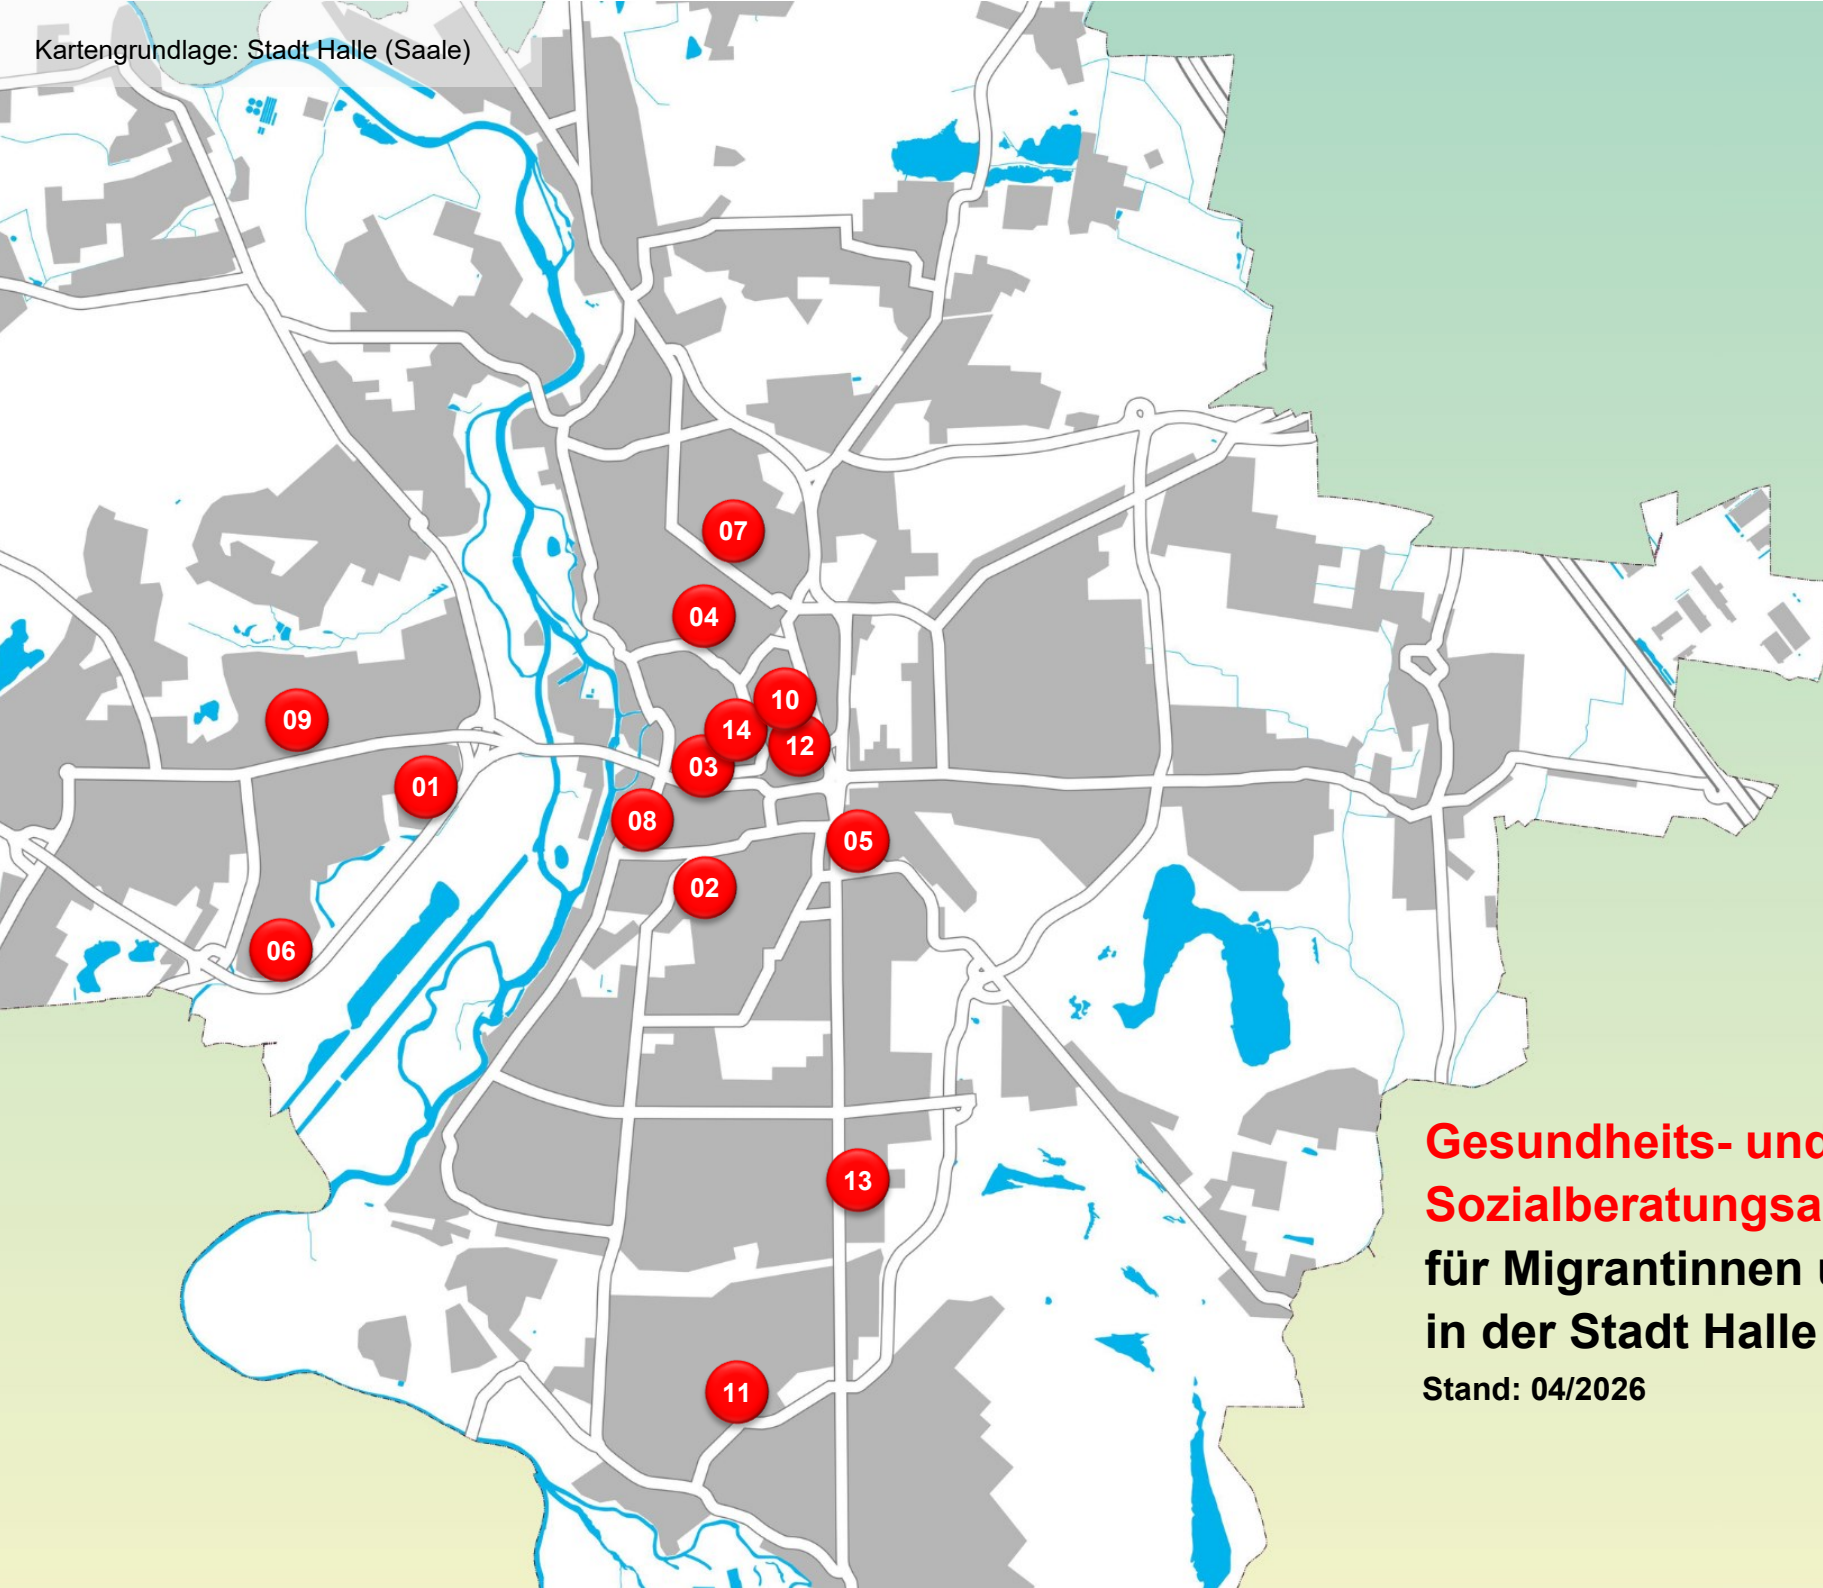 Kartengrundlage: Stadt Halle (Saale)
07
04
10
09
14
12
03
01
08
05
02
06
Gesundheits- und
Sozialberatungsa
für Migrantinnen u
13
in der Stadt Halle
11
Stand: 04/2026